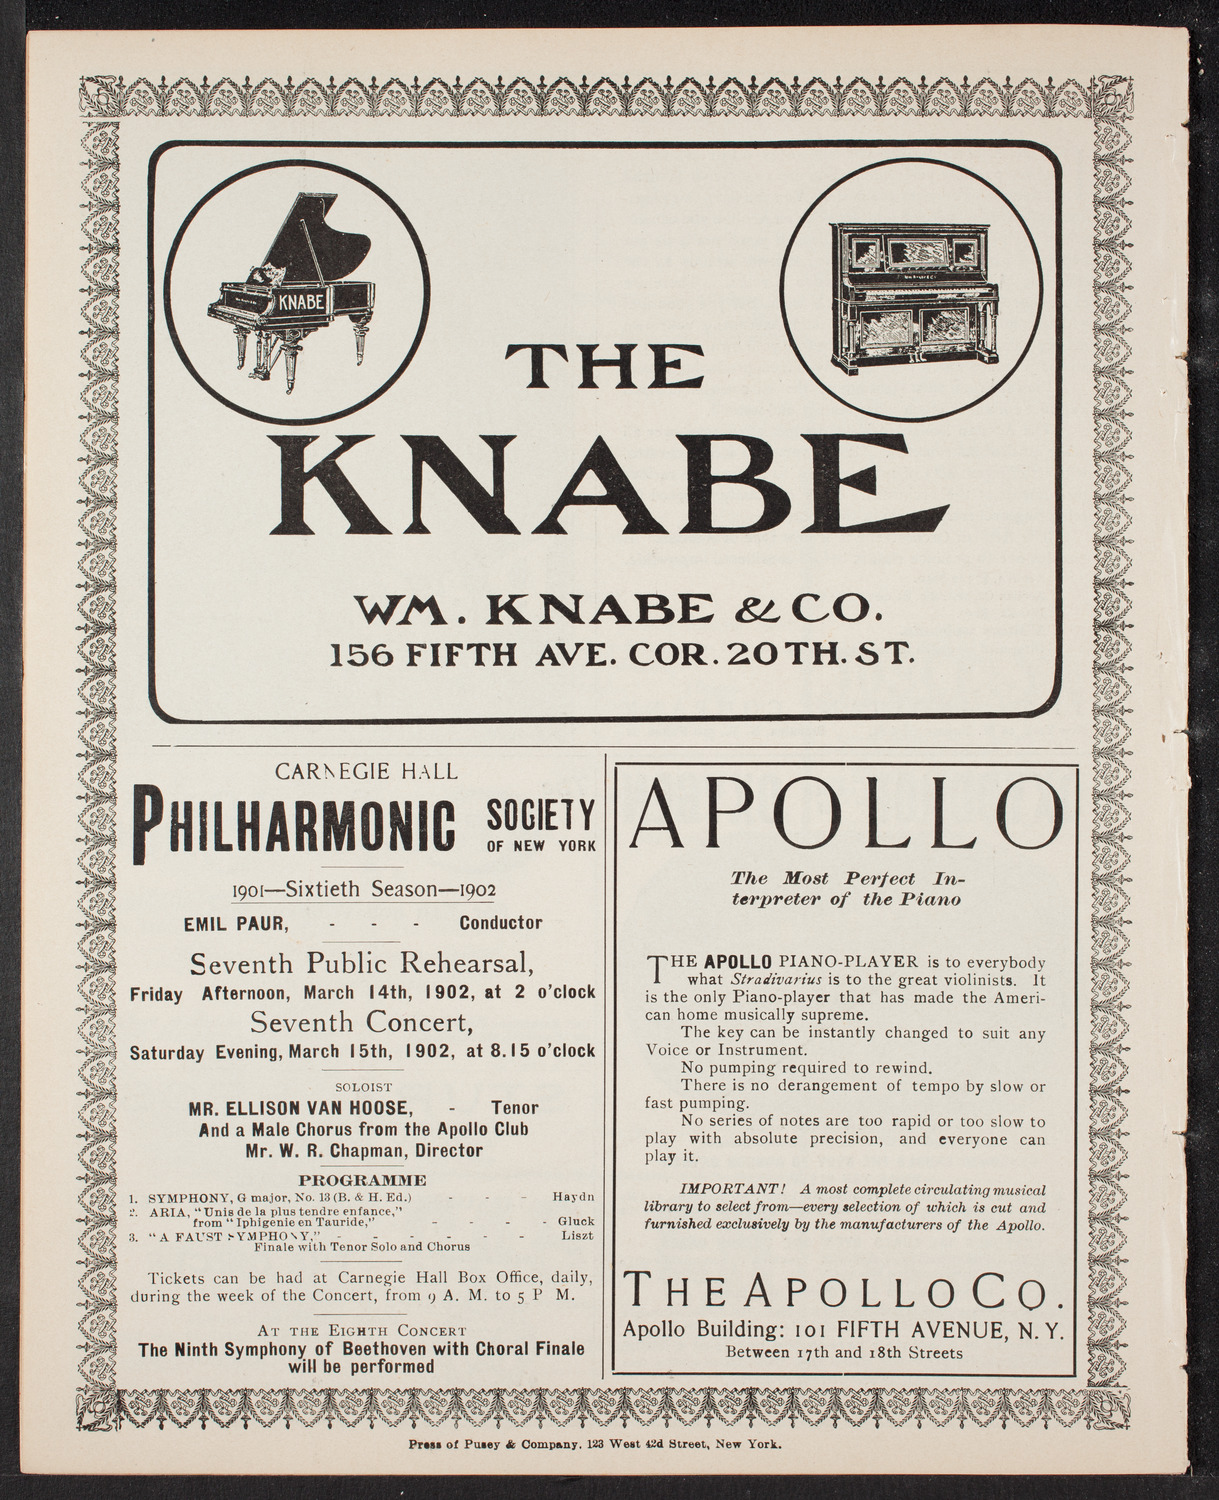 KNABE
THE
KNABE
WM. KNABE & CO.
156 FIFTH AVE. COR. 20TH. ST.
CARNEGIE HALL
PHILHARMONIC SOCIETY
OF NEW YORK
1901—Sixtieth Season—1902
EMIL PAUR, - - - Conductor
Seventh Public Rehearsal,
Friday Afternoon, March 14th, 1902, at 2 o'clock
Seventh Concert,
Saturday Evening, March 15th, 1902, at 8.15 o'clock
SOLOIST
MR. ELLISON VAN HOOSE, - Tenor
And a Male Chorus from the Apollo Club
Mr. W. R. Chapman, Director
PROGRAMME
1. SYMPHONY, G major, No. 13 (B. & H. Ed.) - - - Haydn
2. ARIA, "Unis de la plus tendre enfance,"
from "Iphigenie en Tauride," - - - - Gluck
3. "A FAUST SYMPHONY," - - - - - - Liszt
Finale with Tenor Solo and Chorus
Tickets can be had at Carnegie Hall Box Office, daily,
during the week of the Concert, from 9 A. M. to 5 P M.
AT THE EIGHTH CONCERT
The Ninth Symphony of Beethoven with Choral Finale
will be performed
APOLLO
The Most Perfect In-
terpreter of the Piano
THE APOLLO PIANO-PLAYER is to everybody
what Stradivarius is to the great violinists. It
is the only Piano-player that has made the Ameri-
can home musically supreme.
The key can be instantly changed to suit any
Voice or Instrument.
No pumping required to rewind.
There is no derangement of tempo by slow or
fast pumping.
No series of notes are too rapid or too slow to
play with absolute precision, and everyone can
play it.
IMPORTANT! A most complete circulating musical
library to select from—every selection of which is cut and
furnished exclusively by the manufacturers of the Apollo.
THE APOLLO CO.
Apollo Building: 101 FIFTH AVENUE, N. Y.
Between 17th and 18th Streets
Press of Pusey & Company, 123 West 42d Street, New York.